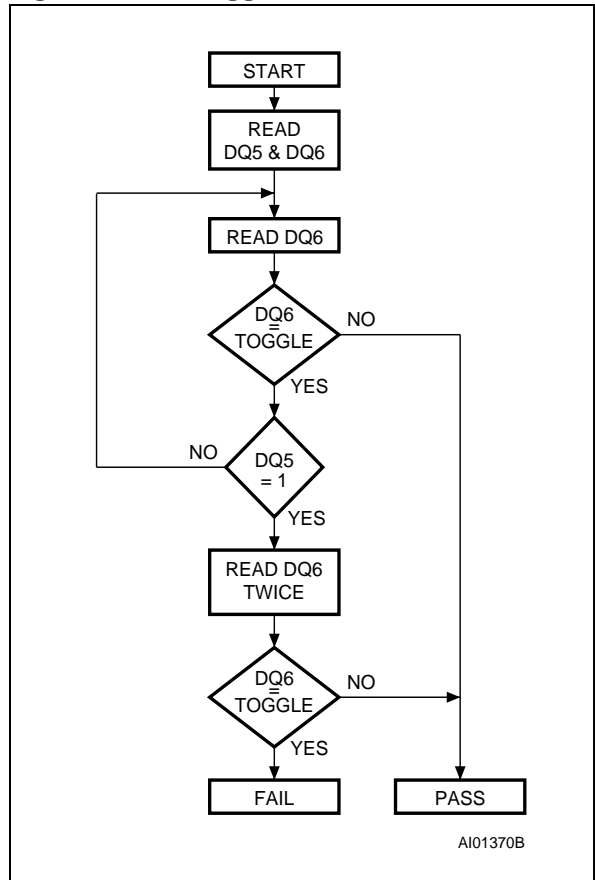 START
READ
DQ5 & DQ6
READ DQ6
DQ6
=
TOGGLE
NO
YES
NO
DQ5
= 1
YES
READ DQ6
TWICE
DQ6
=
TOGGLE
NO
YES
FAIL
PASS
AI01370B